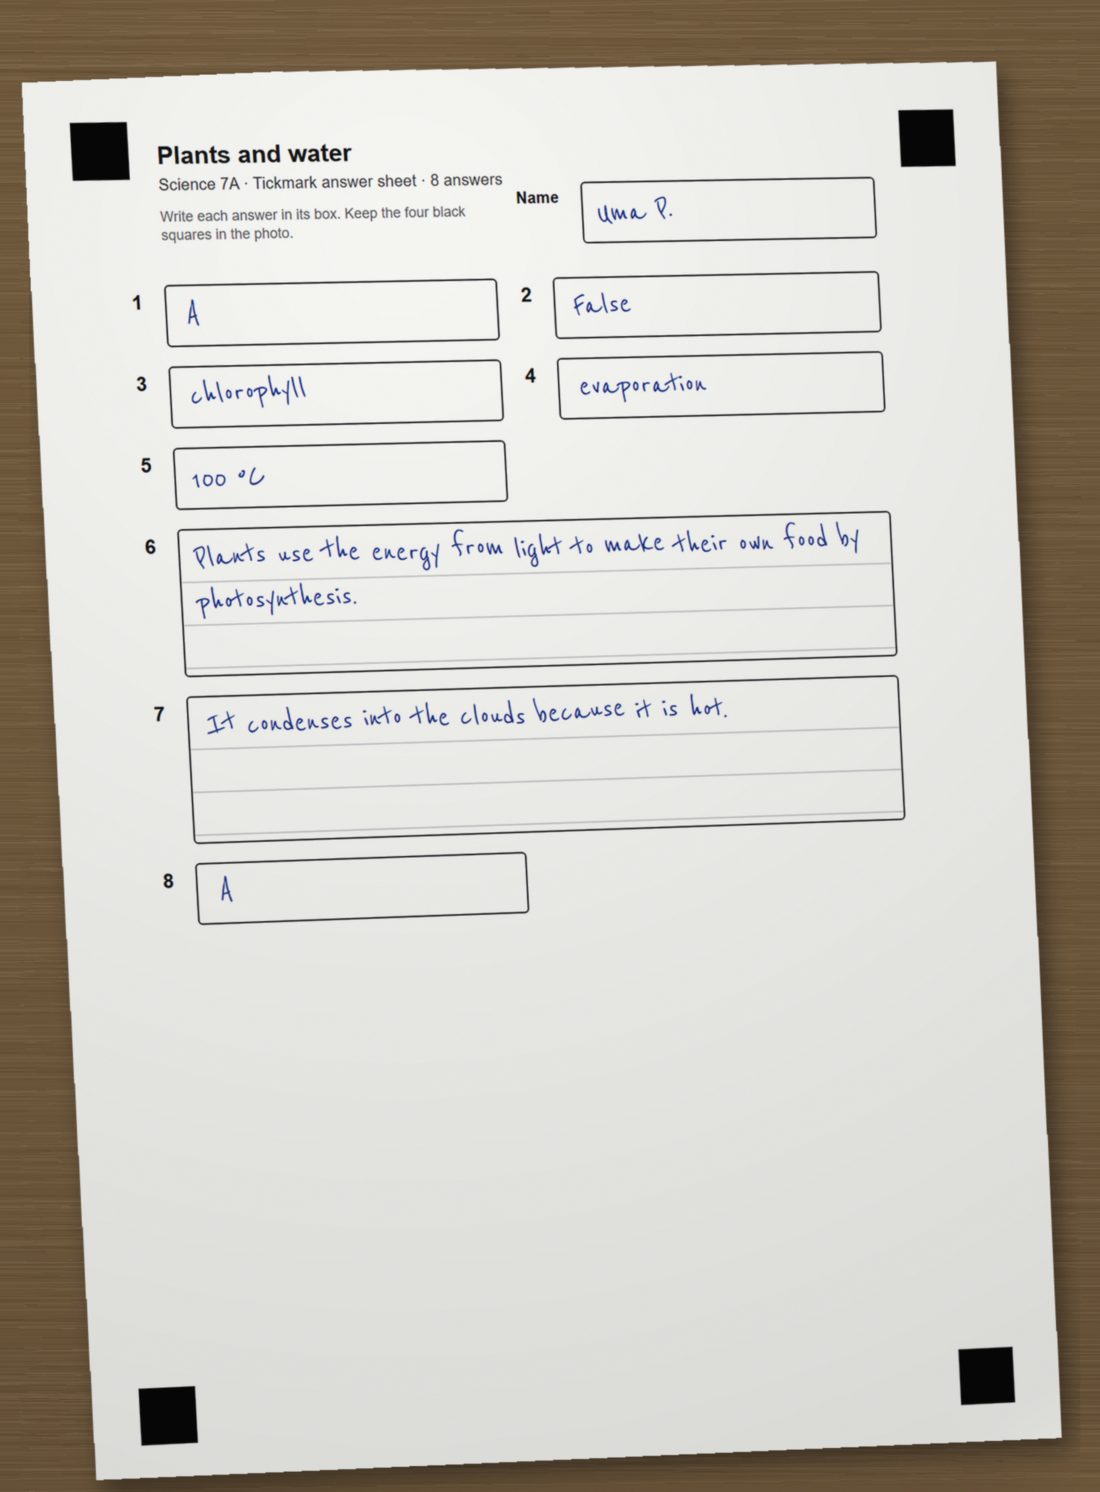 Plants and water
Science 7A · Tickmark answer sheet · 8 answers
Write each answer in its box. Keep the four black
squares in the photo.
Name
Uma P.
1
A
2
False
3
chlorophyll
4
evaporation
5
100 °C
6
Plants use the energy from light to make their own food by
photosynthesis.
7
It condenses into the clouds because it is hot.
8
A